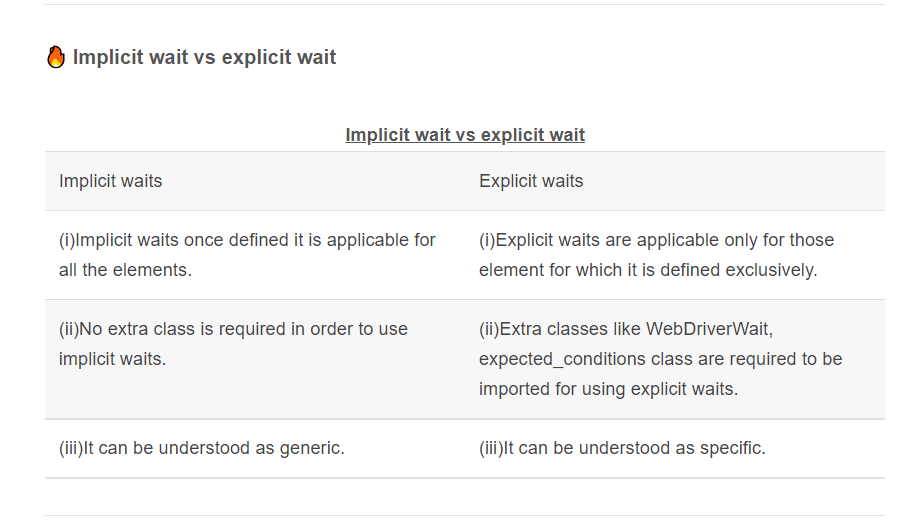 🔥 Implicit wait vs explicit wait
Implicit wait vs explicit wait
Implicit waits
Explicit waits
(i)Implicit waits once defined it is applicable for
all the elements.
(i)Explicit waits are applicable only for those
element for which it is defined exclusively.
(ii)No extra class is required in order to use
implicit waits.
(ii)Extra classes like WebDriverWait,
expected_conditions class are required to be
imported for using explicit waits.
(iii)It can be understood as generic.
(iii)It can be understood as specific.